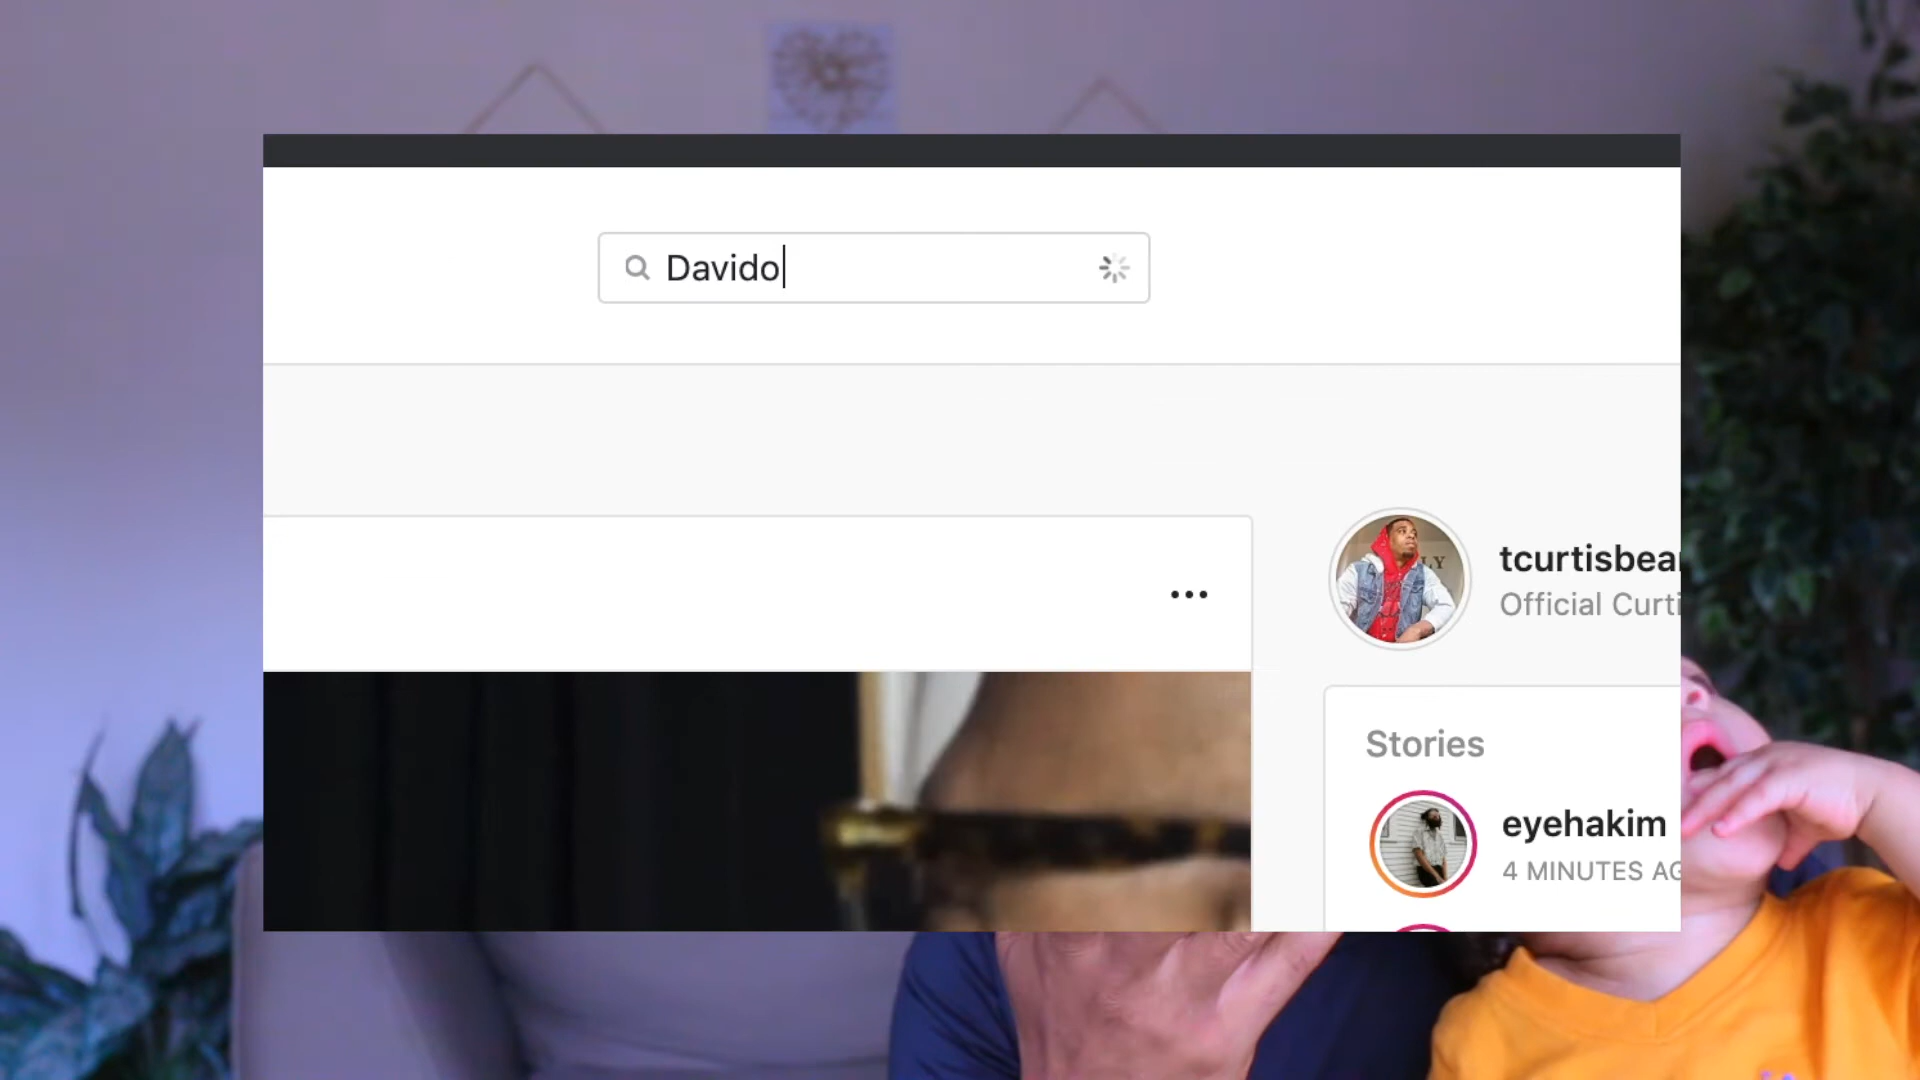 Davido
tcurtisbea
Official Curti
Stories
eyehakim
4 MINUTES AG